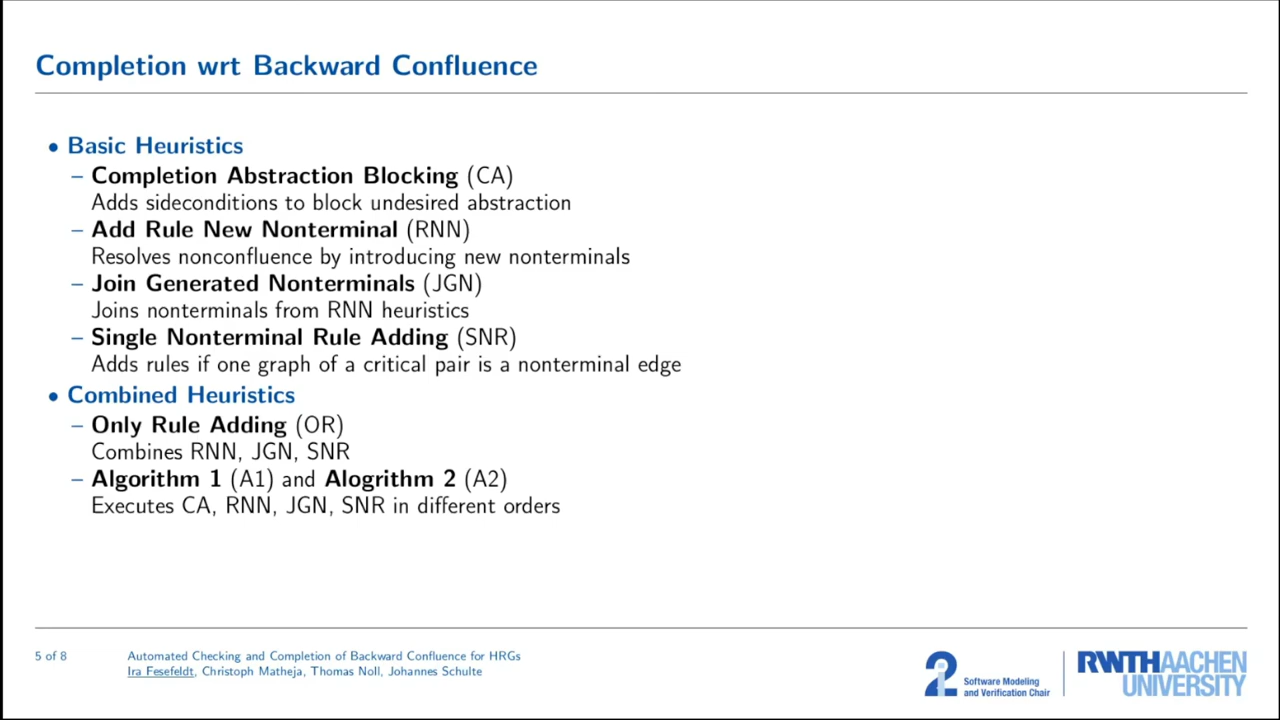 Completion wrt Backward Confluence
• Basic Heuristics
– Completion Abstraction Blocking (CA)
Adds sideconditions to block undesired abstraction
– Add Rule New Nonterminal (RNN)
Resolves nonconfluence by introducing new nonterminals
– Join Generated Nonterminals (JGN)
Joins nonterminals from RNN heuristics
– Single Nonterminal Rule Adding (SNR)
Adds rules if one graph of a critical pair is a nonterminal edge
• Combined Heuristics
– Only Rule Adding (OR)
Combines RNN, JGN, SNR
– Algorithm 1 (A1) and Alogrithm 2 (A2)
Executes CA, RNN, JGN, SNR in different orders
5 of 8
Automated Checking and Completion of Backward Confluence for HRGs
Ira Fesefeldt, Christoph Matheja, Thomas Noll, Johannes Schulte
2
Software Modeling
and Verification Chair
RWTHAACHEN
UNIVERSITY